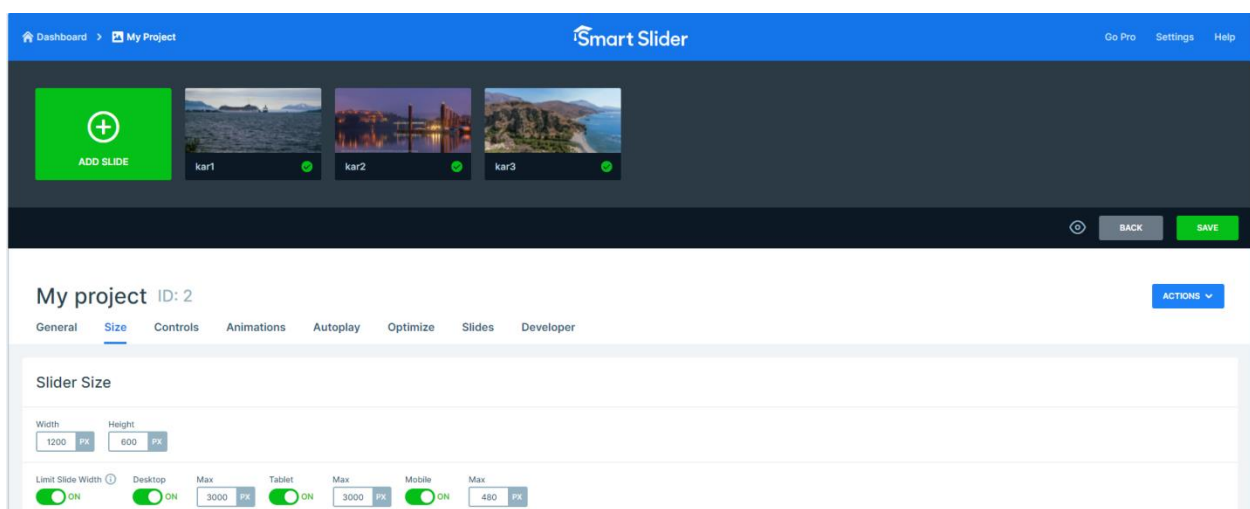 Dashboard > My Project
Smart Slider
Go Pro Settings Help
ADD SLIDE
kar1
kar2
kar3
BACK
SAVE
My project ID: 2
ACTIONS
General Size Controls Animations Autoplay Optimize Slides Developer
Slider Size
Width Height
1200 PX 600 PX
Limit Slide Width Desktop Max Tablet Max Mobile Max
ON ON 3000 PX ON 3000 PX ON 480 PX